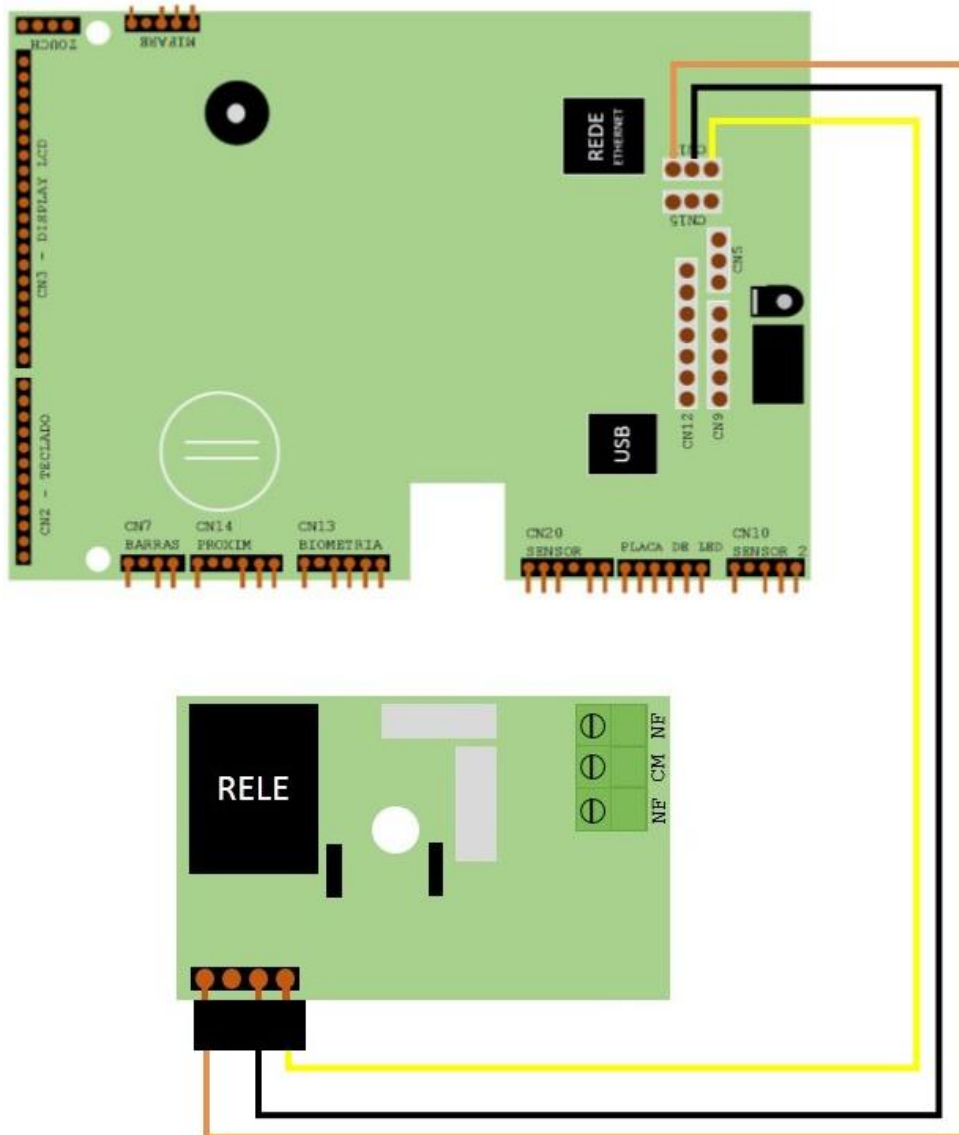 TOUCH
MIFARE
REDE
ETHERNET
CN15
CN5
CN3 - DISPLAY LCD
CN2 - TECLADO
CN12
CN9
USB
CN7
BARRAS
CN14
PROXIM
CN13
BIOMETRIA
CN20
SENSOR
PLACA DE LED
CN10
SENSOR 2
RELE
NF
CM
NF